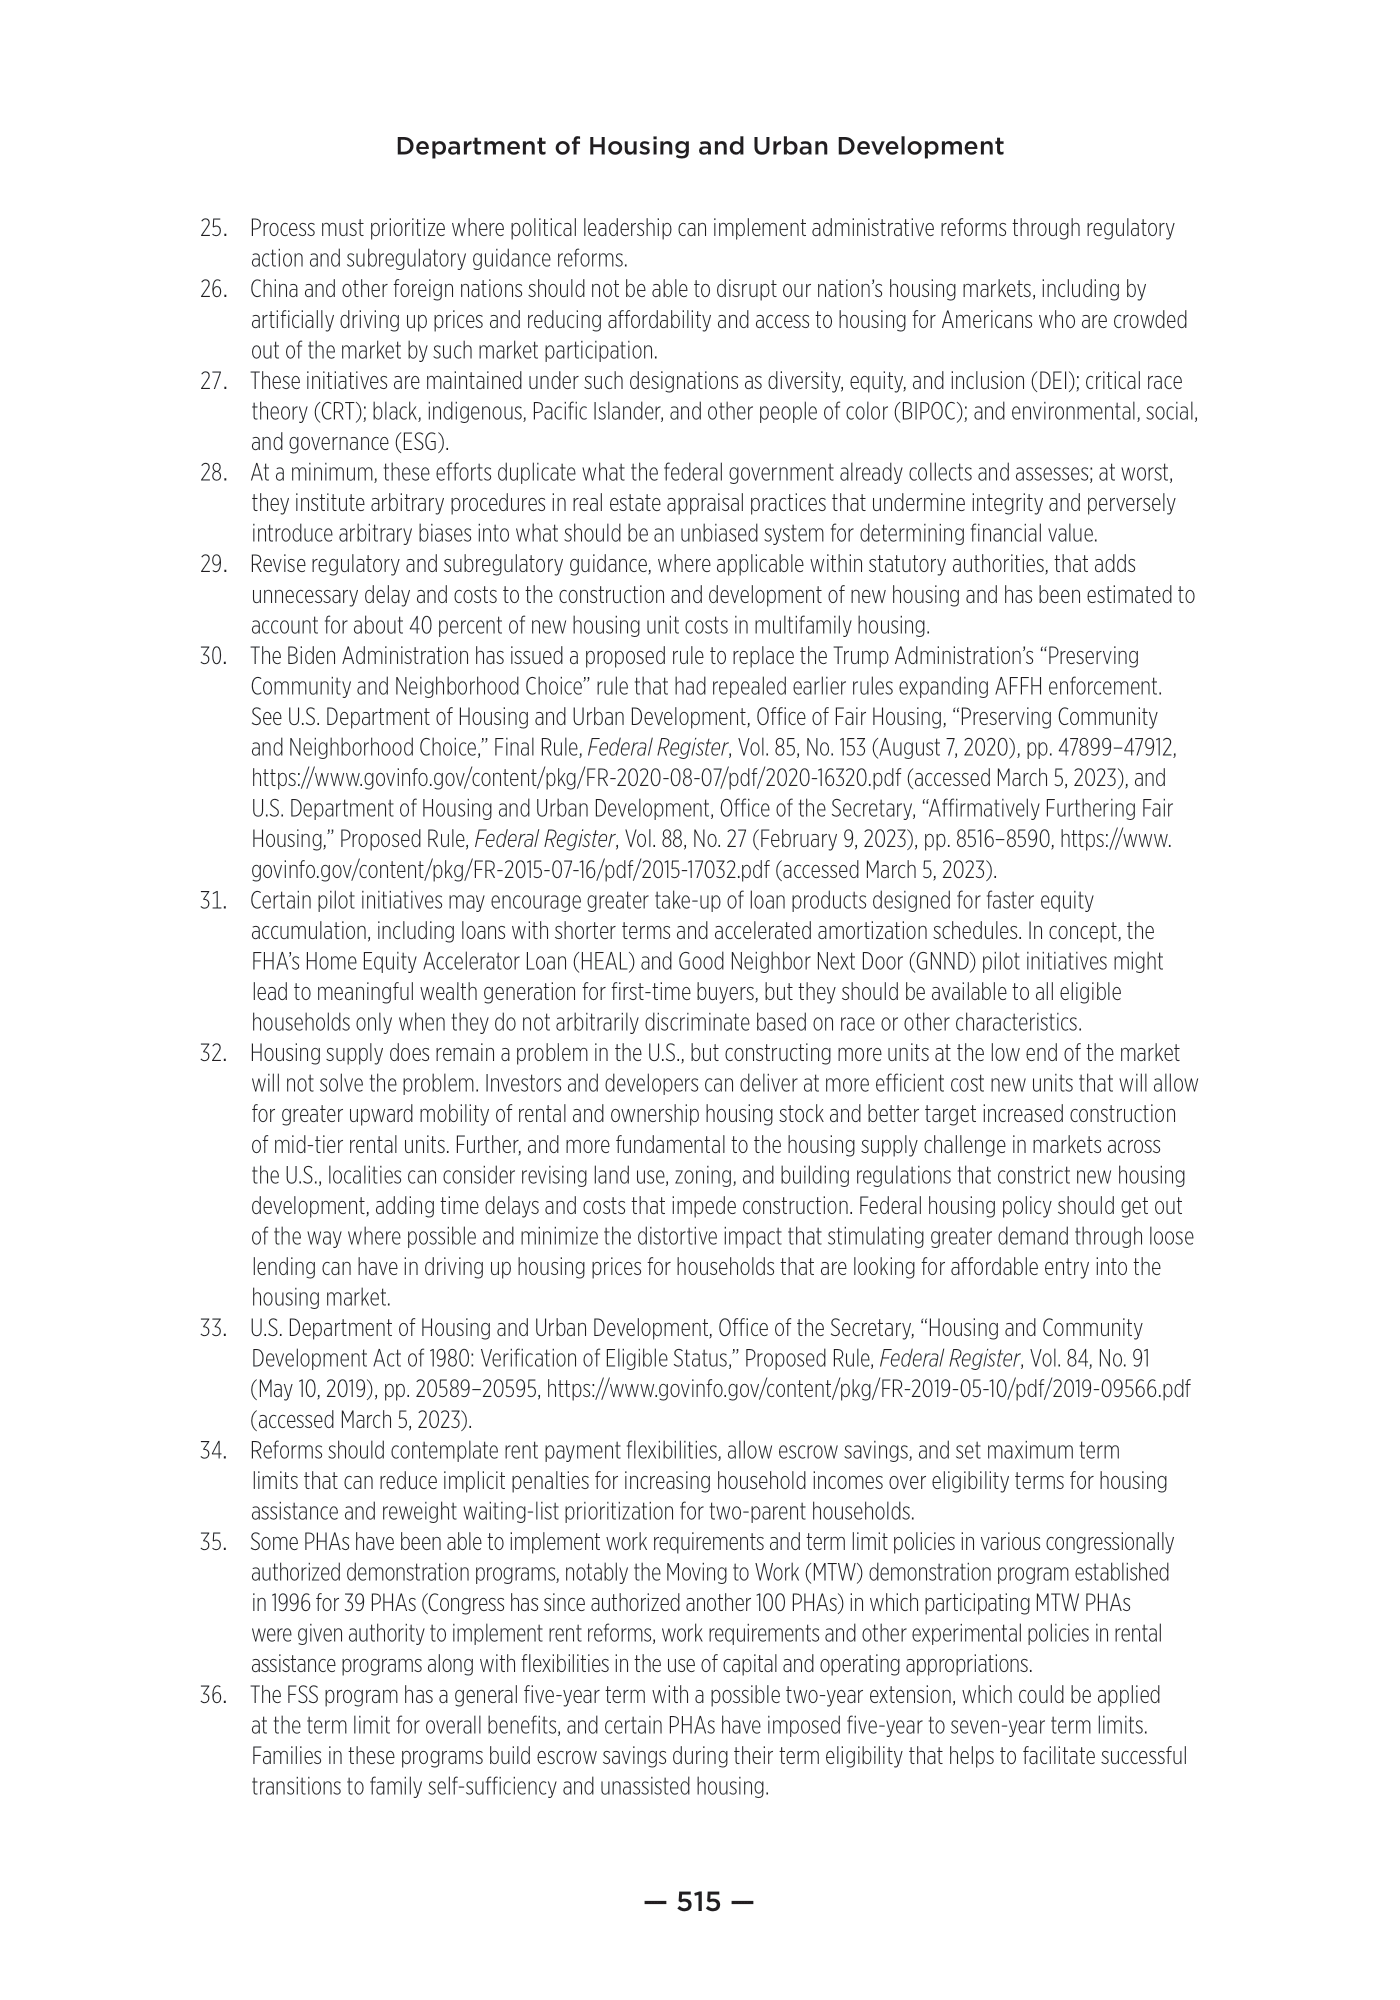 Department of Housing and Urban Development
25. Process must prioritize where political leadership can implement administrative reforms through regulatory
action and subregulatory guidance reforms.
26. China and other foreign nations should not be able to disrupt our nation’s housing markets, including by
artificially driving up prices and reducing affordability and access to housing for Americans who are crowded
out of the market by such market participation.
27. These initiatives are maintained under such designations as diversity, equity, and inclusion (DEI); critical race
theory (CRT); black, indigenous, Pacific Islander, and other people of color (BIPOC); and environmental, social,
and governance (ESG).
28. At a minimum, these efforts duplicate what the federal government already collects and assesses; at worst,
they institute arbitrary procedures in real estate appraisal practices that undermine integrity and perversely
introduce arbitrary biases into what should be an unbiased system for determining financial value.
29. Revise regulatory and subregulatory guidance, where applicable within statutory authorities, that adds
unnecessary delay and costs to the construction and development of new housing and has been estimated to
account for about 40 percent of new housing unit costs in multifamily housing.
30. The Biden Administration has issued a proposed rule to replace the Trump Administration’s “Preserving
Community and Neighborhood Choice” rule that had repealed earlier rules expanding AFFH enforcement.
See U.S. Department of Housing and Urban Development, Office of Fair Housing, “Preserving Community
and Neighborhood Choice,” Final Rule, Federal Register, Vol. 85, No. 153 (August 7, 2020), pp. 47899–47912,
https://www.govinfo.gov/content/pkg/FR-2020-08-07/pdf/2020-16320.pdf (accessed March 5, 2023), and
U.S. Department of Housing and Urban Development, Office of the Secretary, “Affirmatively Furthering Fair
Housing,” Proposed Rule, Federal Register, Vol. 88, No. 27 (February 9, 2023), pp. 8516–8590, https://www.
govinfo.gov/content/pkg/FR-2015-07-16/pdf/2015-17032.pdf (accessed March 5, 2023).
31. Certain pilot initiatives may encourage greater take-up of loan products designed for faster equity
accumulation, including loans with shorter terms and accelerated amortization schedules. In concept, the
FHA’s Home Equity Accelerator Loan (HEAL) and Good Neighbor Next Door (GNND) pilot initiatives might
lead to meaningful wealth generation for first-time buyers, but they should be available to all eligible
households only when they do not arbitrarily discriminate based on race or other characteristics.
32. Housing supply does remain a problem in the U.S., but constructing more units at the low end of the market
will not solve the problem. Investors and developers can deliver at more efficient cost new units that will allow
for greater upward mobility of rental and ownership housing stock and better target increased construction
of mid-tier rental units. Further, and more fundamental to the housing supply challenge in markets across
the U.S., localities can consider revising land use, zoning, and building regulations that constrict new housing
development, adding time delays and costs that impede construction. Federal housing policy should get out
of the way where possible and minimize the distortive impact that stimulating greater demand through loose
lending can have in driving up housing prices for households that are looking for affordable entry into the
housing market.
33. U.S. Department of Housing and Urban Development, Office of the Secretary, “Housing and Community
Development Act of 1980: Verification of Eligible Status,” Proposed Rule, Federal Register, Vol. 84, No. 91
(May 10, 2019), pp. 20589–20595, https://www.govinfo.gov/content/pkg/FR-2019-05-10/pdf/2019-09566.pdf
(accessed March 5, 2023).
34. Reforms should contemplate rent payment flexibilities, allow escrow savings, and set maximum term
limits that can reduce implicit penalties for increasing household incomes over eligibility terms for housing
assistance and reweight waiting-list prioritization for two-parent households.
35. Some PHAs have been able to implement work requirements and term limit policies in various congressionally
authorized demonstration programs, notably the Moving to Work (MTW) demonstration program established
in 1996 for 39 PHAs (Congress has since authorized another 100 PHAs) in which participating MTW PHAs
were given authority to implement rent reforms, work requirements and other experimental policies in rental
assistance programs along with flexibilities in the use of capital and operating appropriations.
36. The FSS program has a general five-year term with a possible two-year extension, which could be applied
at the term limit for overall benefits, and certain PHAs have imposed five-year to seven-year term limits.
Families in these programs build escrow savings during their term eligibility that helps to facilitate successful
transitions to family self-sufficiency and unassisted housing.
— 515 —